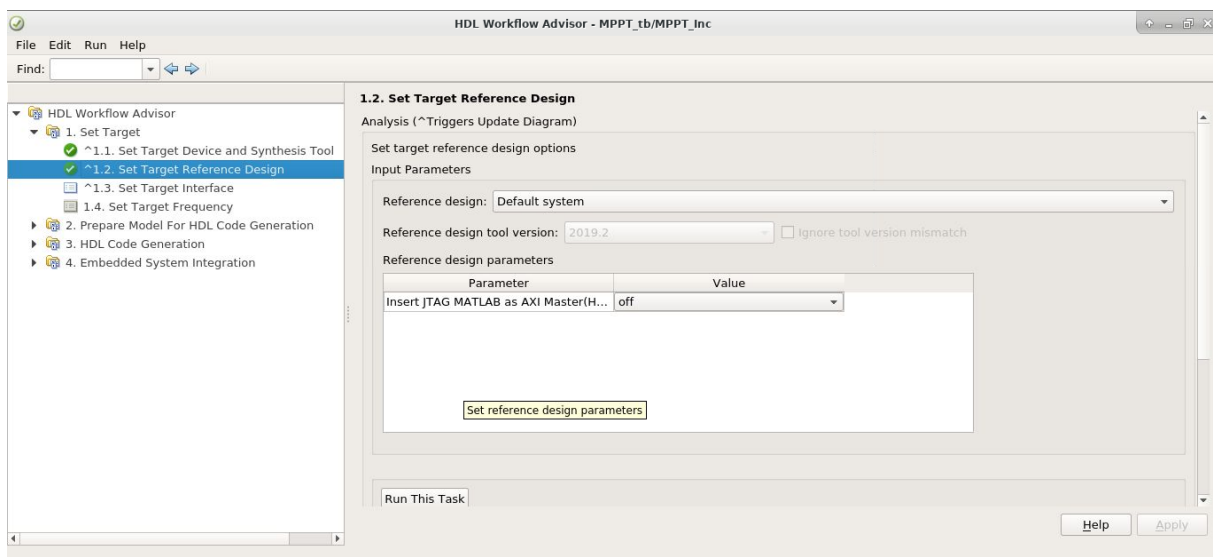 HDL Workflow Advisor - MPPT_tb/MPPT_Inc
File Edit Run Help
Find:
HDL Workflow Advisor
1. Set Target
^1.1. Set Target Device and Synthesis Tool
^1.2. Set Target Reference Design
^1.3. Set Target Interface
1.4. Set Target Frequency
2. Prepare Model For HDL Code Generation
3. HDL Code Generation
4. Embedded System Integration
1.2. Set Target Reference Design
Analysis (^Triggers Update Diagram)
Set target reference design options
Input Parameters
Reference design: Default system
Reference design tool version: 2019.2 Ignore tool version mismatch
Reference design parameters
Parameter Value
Insert JTAG MATLAB as AXI Master(H... off
Set reference design parameters
Run This Task
Help Apply